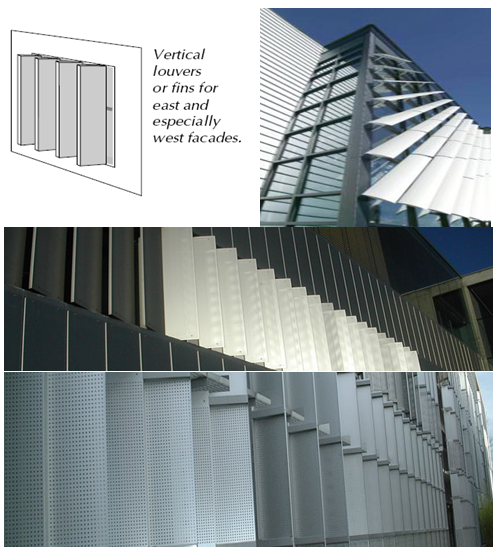 Vertical
louvers
or fins for
east and
especially
west facades.